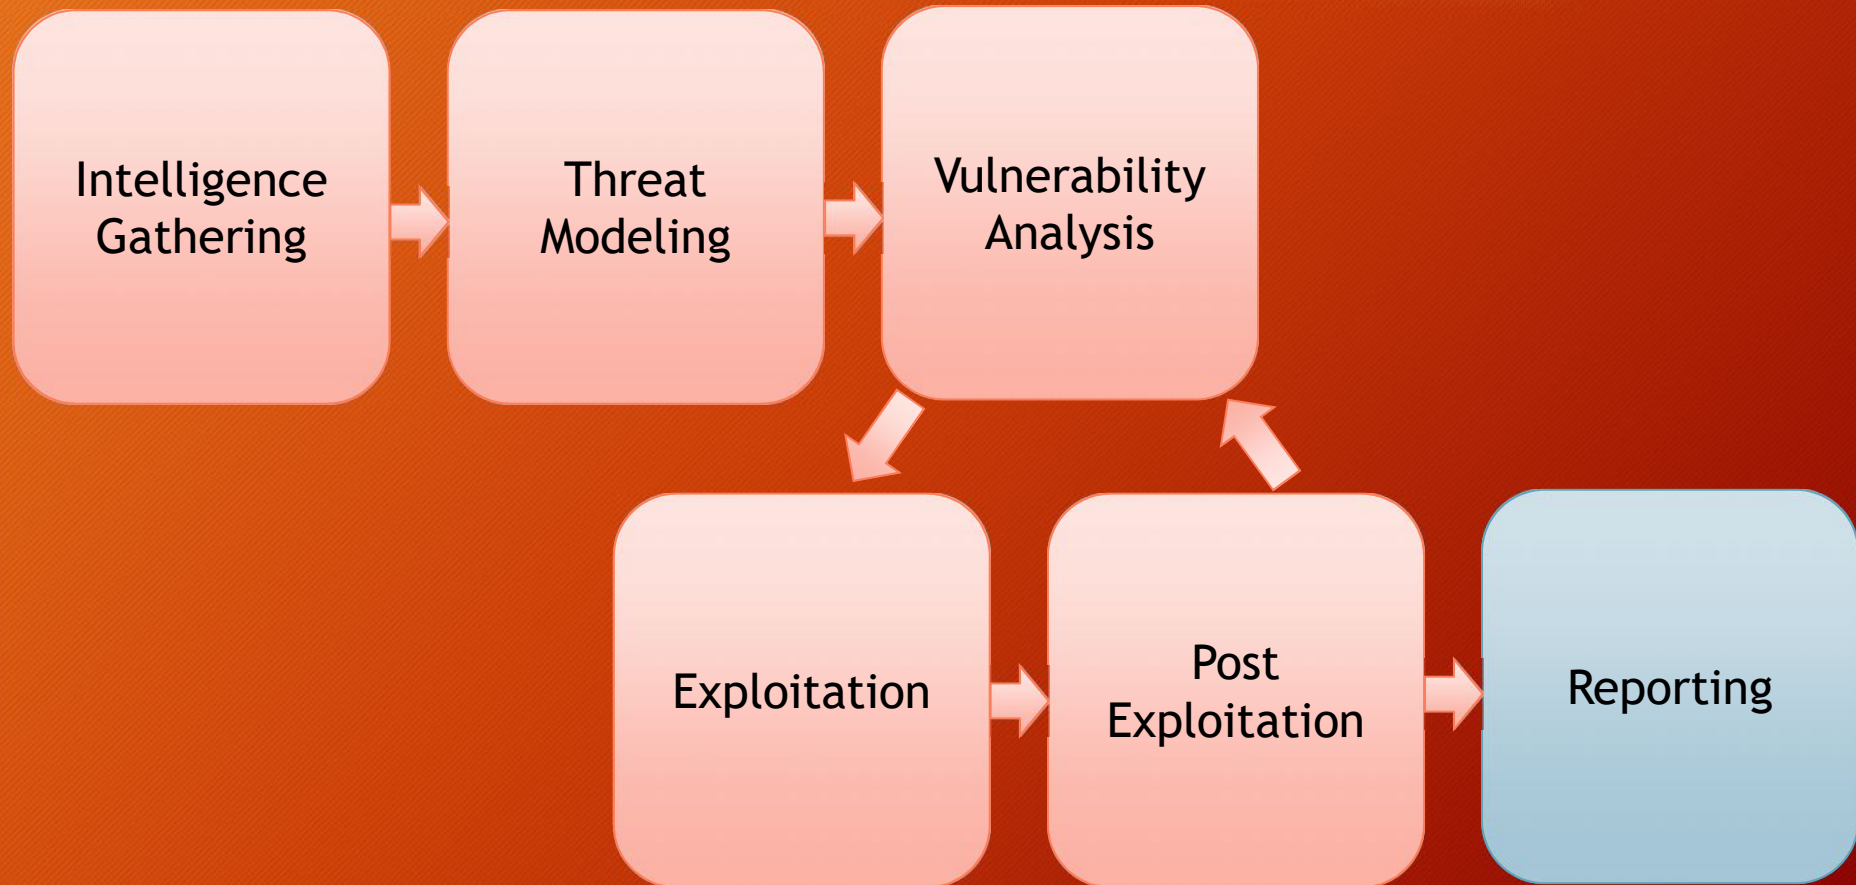 Intelligence
Gathering
Threat
Modeling
Vulnerability
Analysis
Exploitation
Post
Exploitation
Reporting